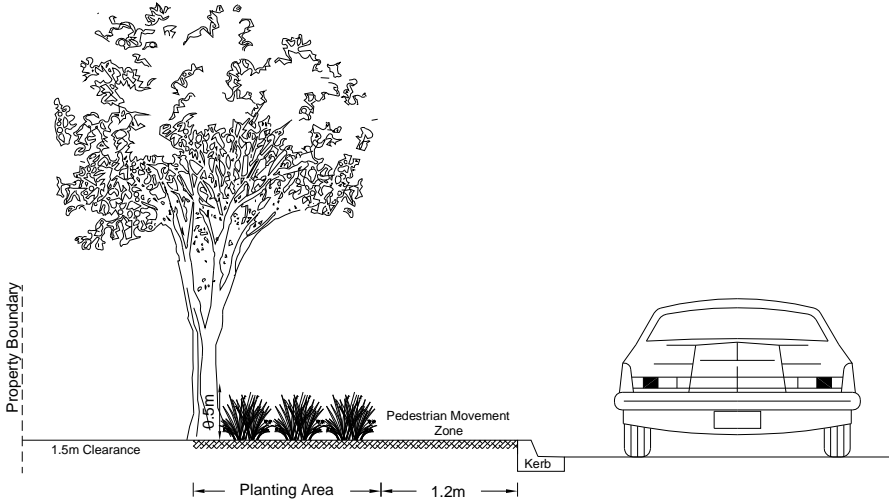 Property Boundary
0.5m
Pedestrian Movement
Zone
1.5m Clearance
Kerb
Planting Area
1.2m